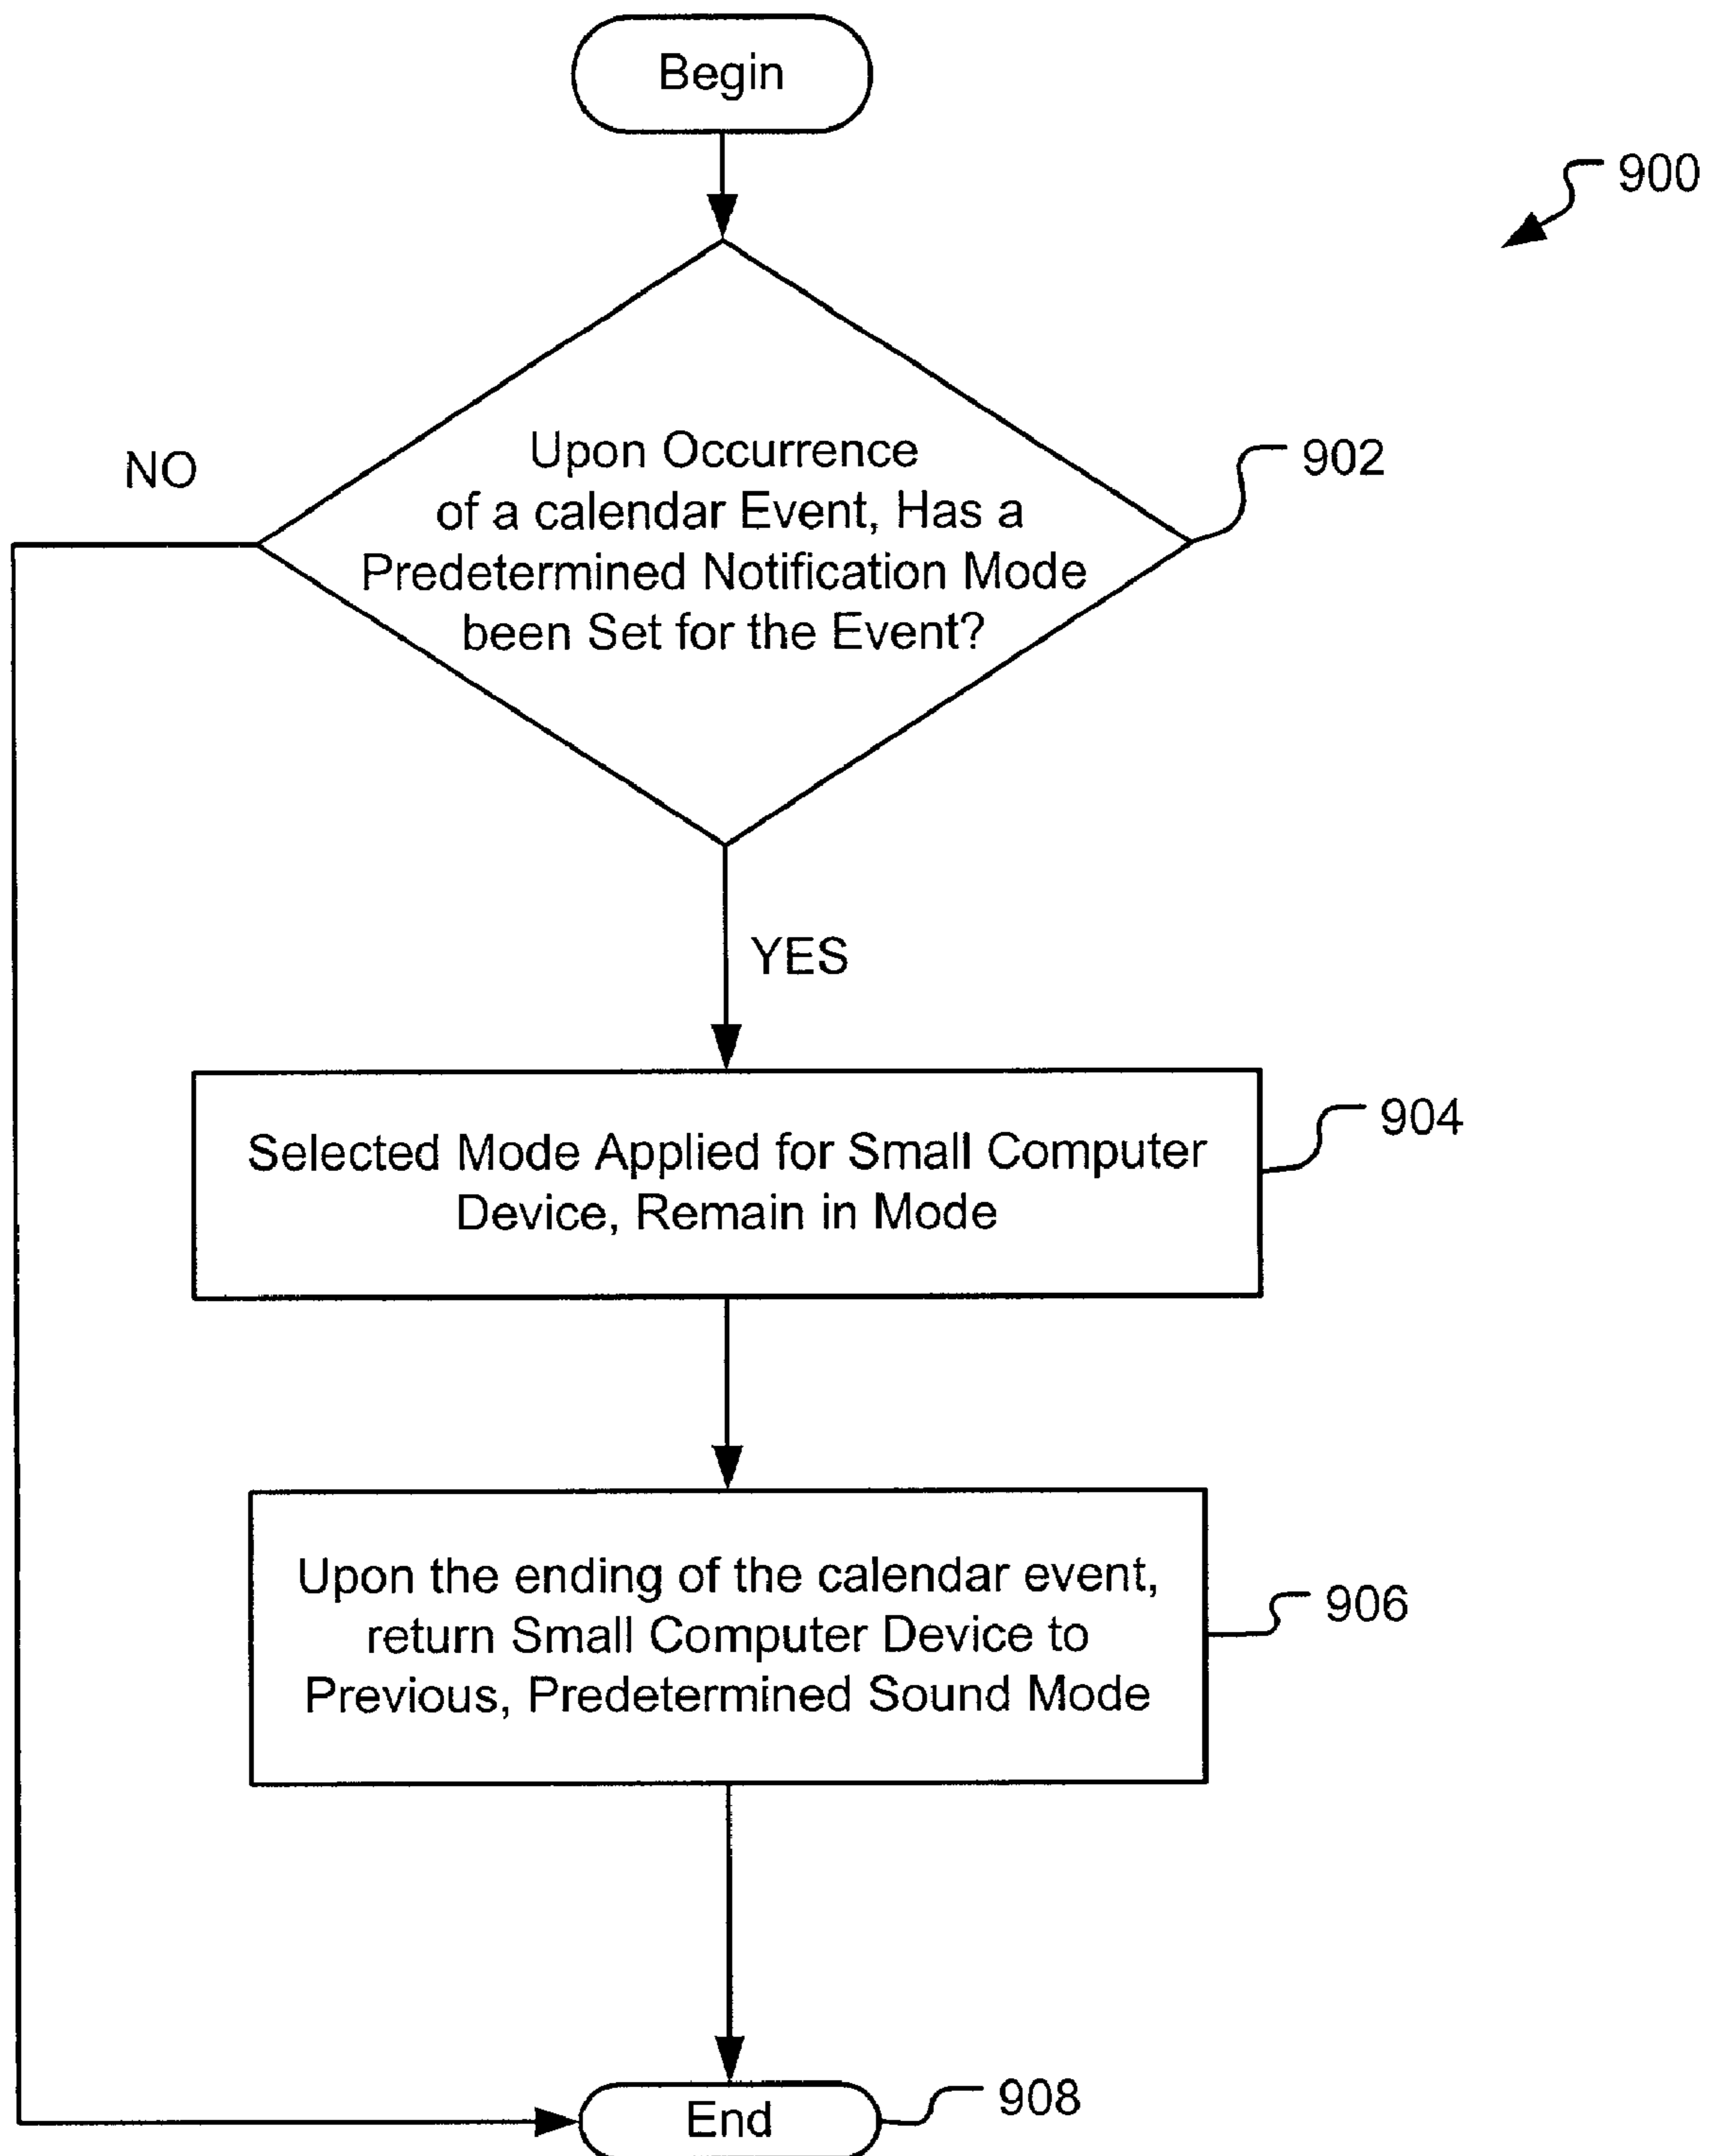 Begin
900
Upon Occurrence
of a calendar Event, Has a
Predetermined Notification Mode
been Set for the Event?
902
NO
YES
Selected Mode Applied for Small Computer
Device, Remain in Mode
904
Upon the ending of the calendar event,
return Small Computer Device to
Previous, Predetermined Sound Mode
906
End
908